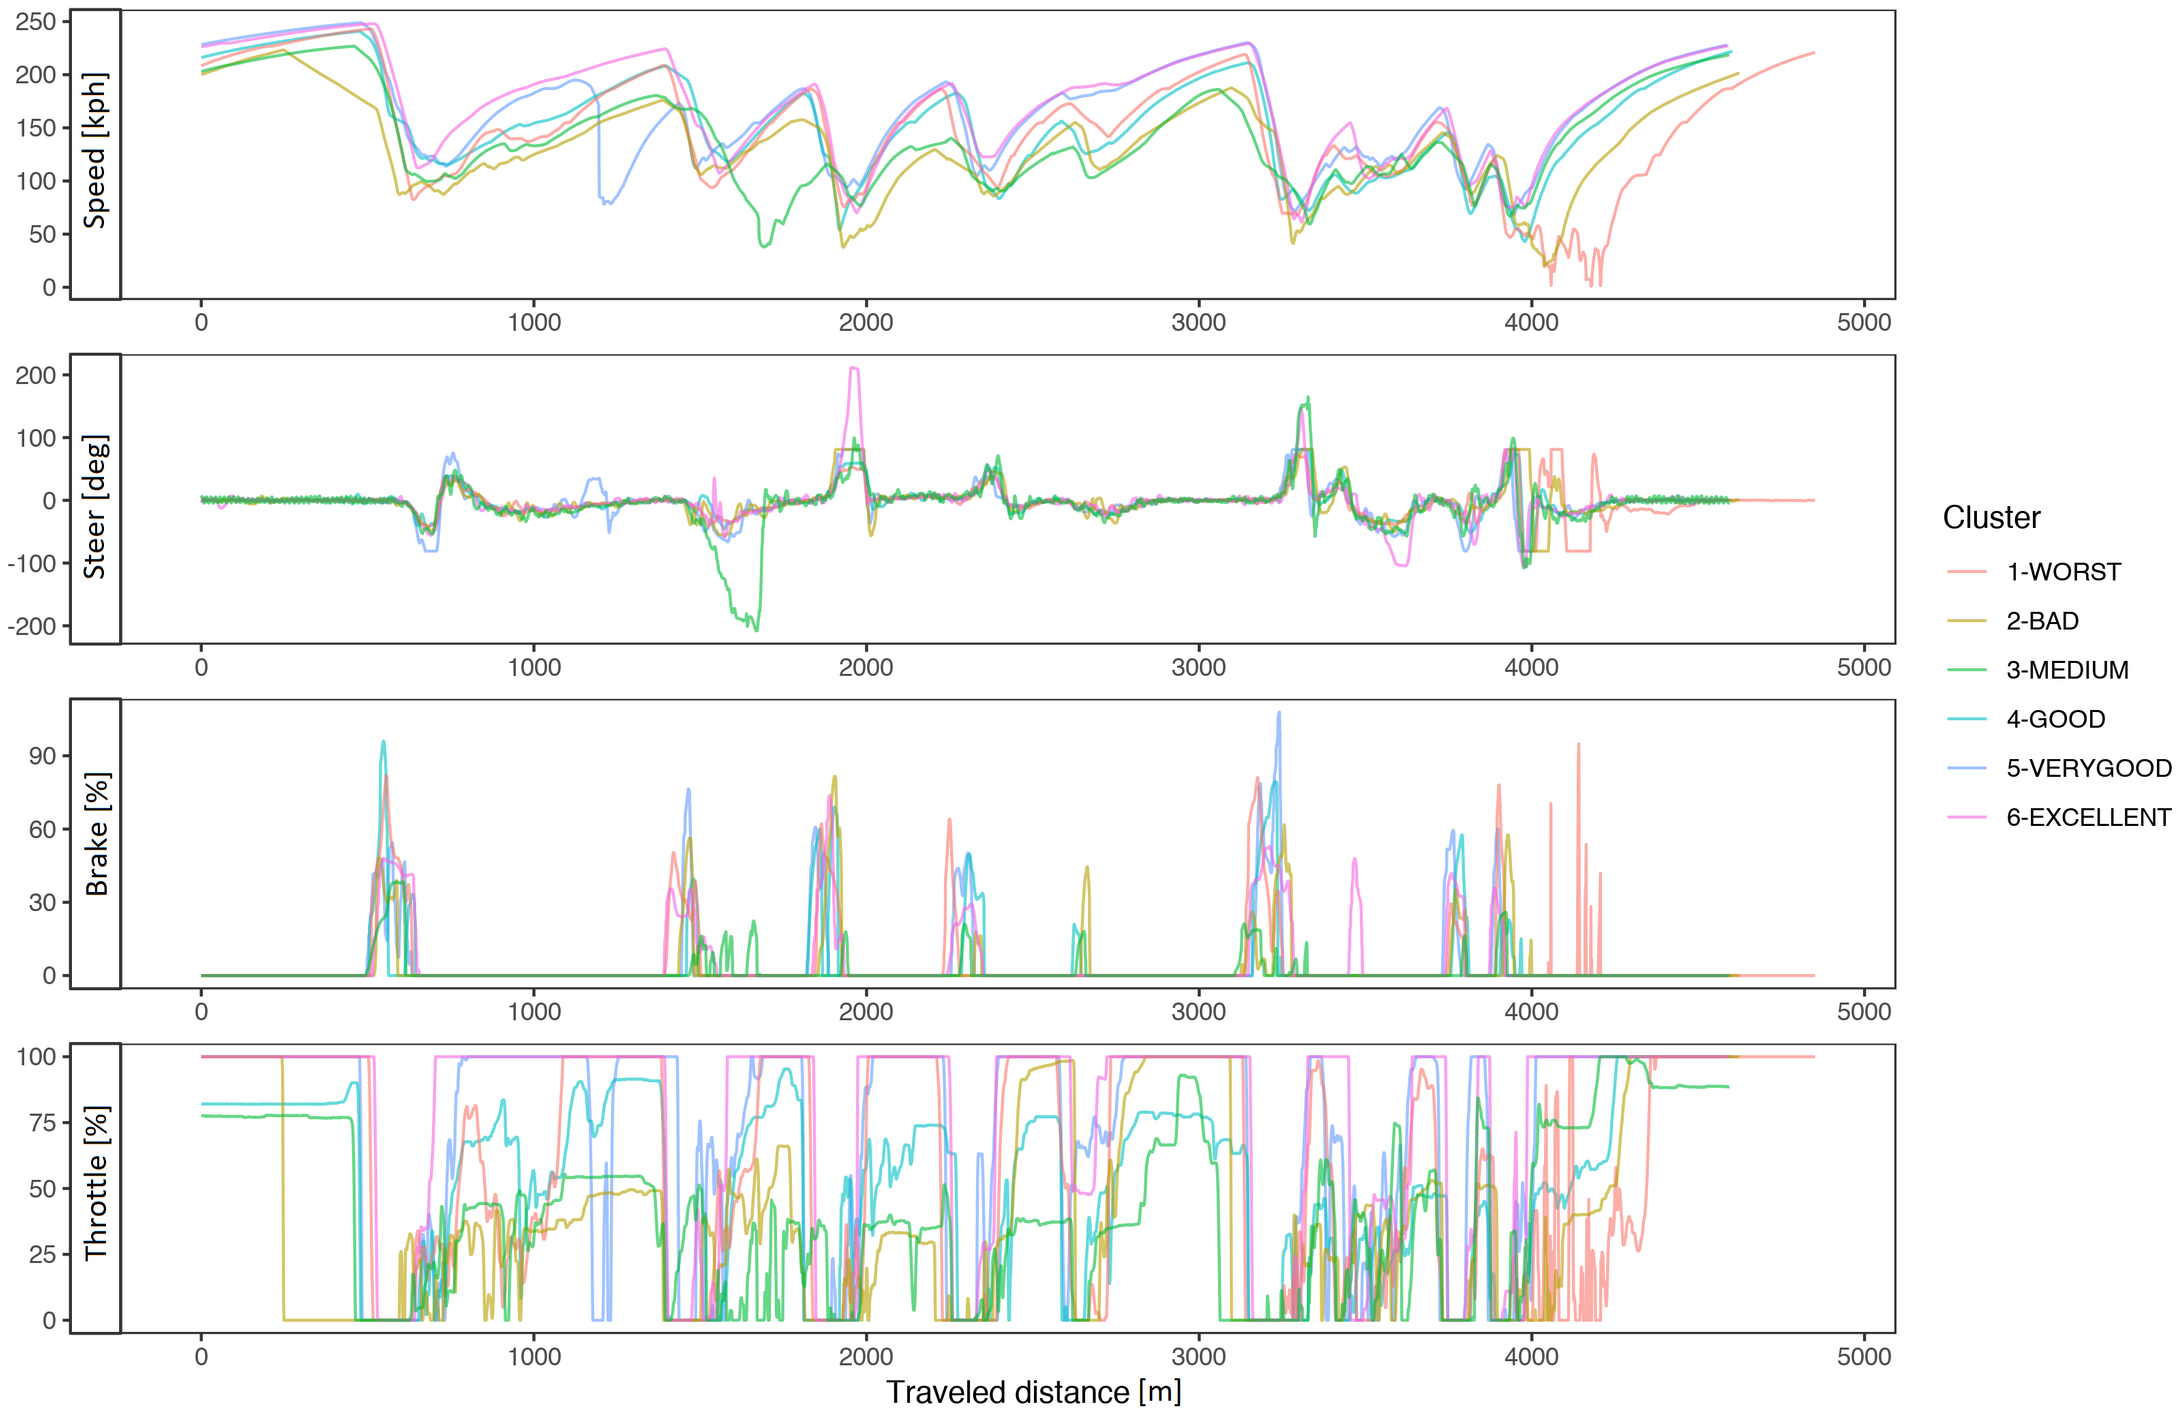 Speed [kph]
250
200
150
100
50
0
0 1000 2000 3000 4000 5000
Steer [deg]
200
100
0
-100
-200
0 1000 2000 3000 4000 5000
Brake [%]
90
60
30
0
0 1000 2000 3000 4000 5000
Throttle [%]
100
75
50
25
0
0 1000 2000 3000 4000 5000
Traveled distance [m]
Cluster
1-WORST
2-BAD
3-MEDIUM
4-GOOD
5-VERYGOOD
6-EXCELLENT